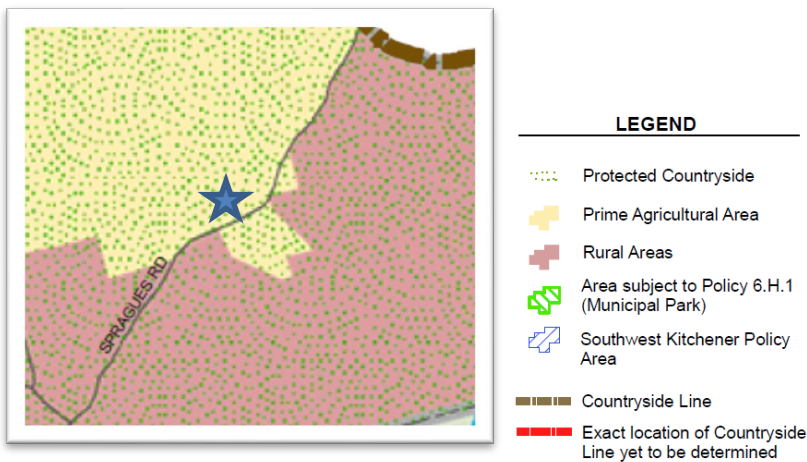 SPRAGUES RD
LEGEND
Protected Countryside
Prime Agricultural Area
Rural Areas
Area subject to Policy 6.H.1
(Municipal Park)
Southwest Kitchener Policy
Area
Countryside Line
Exact location of Countryside
Line yet to be determined